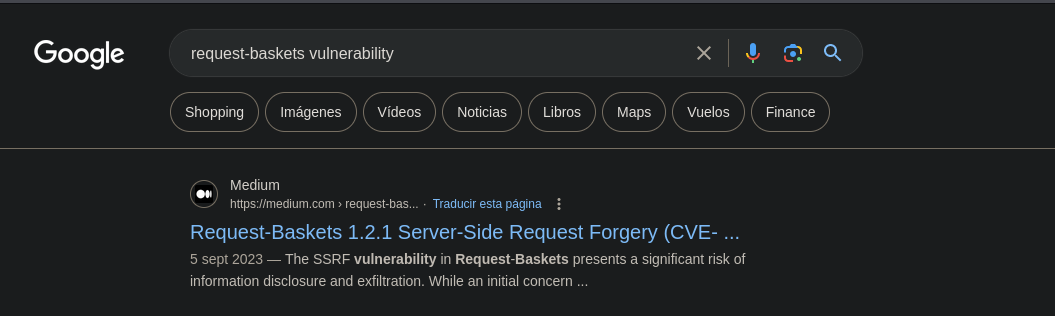 Google
request-baskets vulnerability
Shopping Imágenes Vídeos Noticias Libros Maps Vuelos Finance
Medium
https://medium.com › request-bas... · Traducir esta página
Request-Baskets 1.2.1 Server-Side Request Forgery (CVE- ...
5 sept 2023 — The SSRF vulnerability in Request-Baskets presents a significant risk of
information disclosure and exfiltration. While an initial concern ...